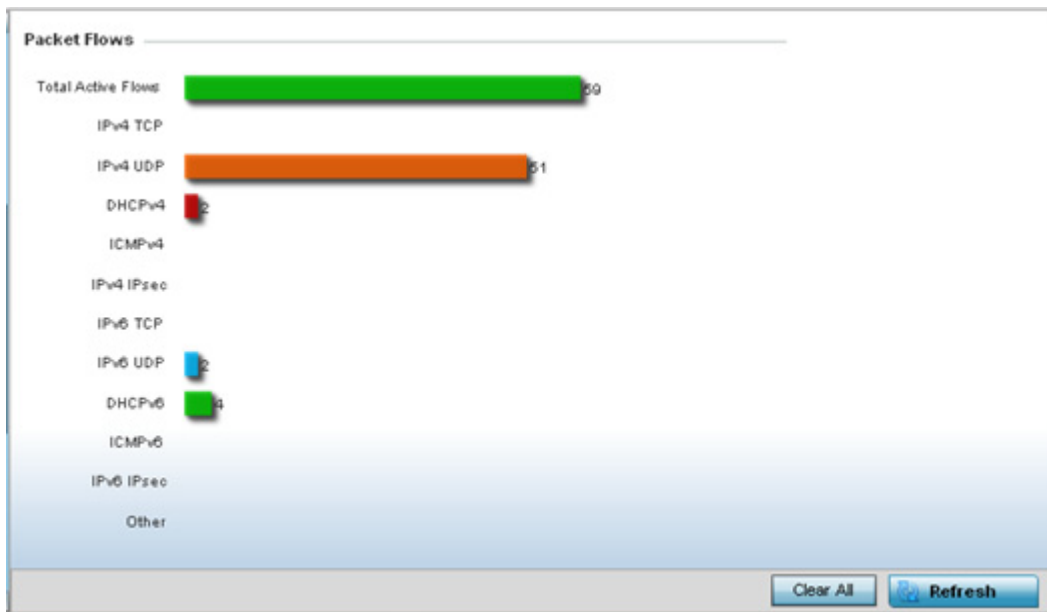 Packet Flows
Total Active Flows 59
IPv4 TCP
IPv4 UDP 51
DHCPv4 2
ICMPv4
IPv4 IPsec
IPv6 TCP
IPv6 UDP 2
DHCPv6 4
ICMPv6
IPv6 IPsec
Other
Clear All Refresh